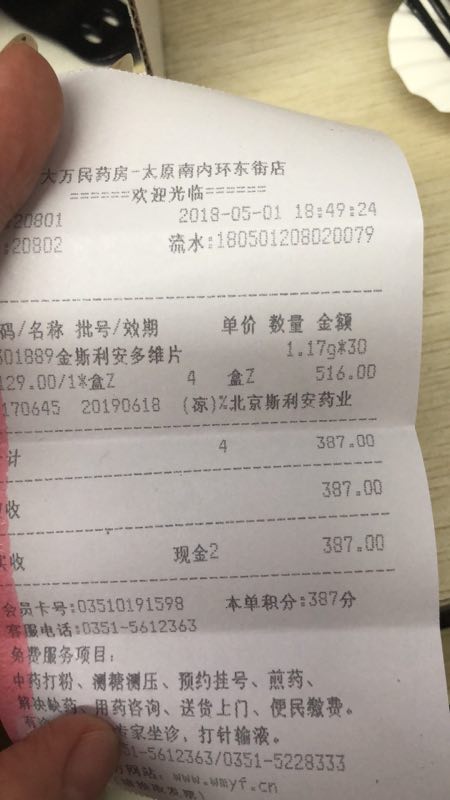 大万民药房-太原南内环东街店
======欢迎光临======
:20801 2018-05-01 18:49:24
:20802 流水:180501208020079
码/名称 批号/效期 单价 数量 金额
301889金斯利安多维片 1.17g*30
129.00/1*盒Z 4 盒Z 516.00
170645 20190618 (凉)%北京斯利安药业
计 4 387.00
收 387.00
实收 现金2 387.00
会员卡号:03510191598 本单积分:387分
客服电话:0351-5612363
免费服务项目:
中药打粉、测糖测压、预约挂号、煎药、
解决缺药、用药咨询、送货上门、便民缴费。
专家坐诊,打针输液。
51-5612363/0351-5228333
网站: www.wmyf.cn